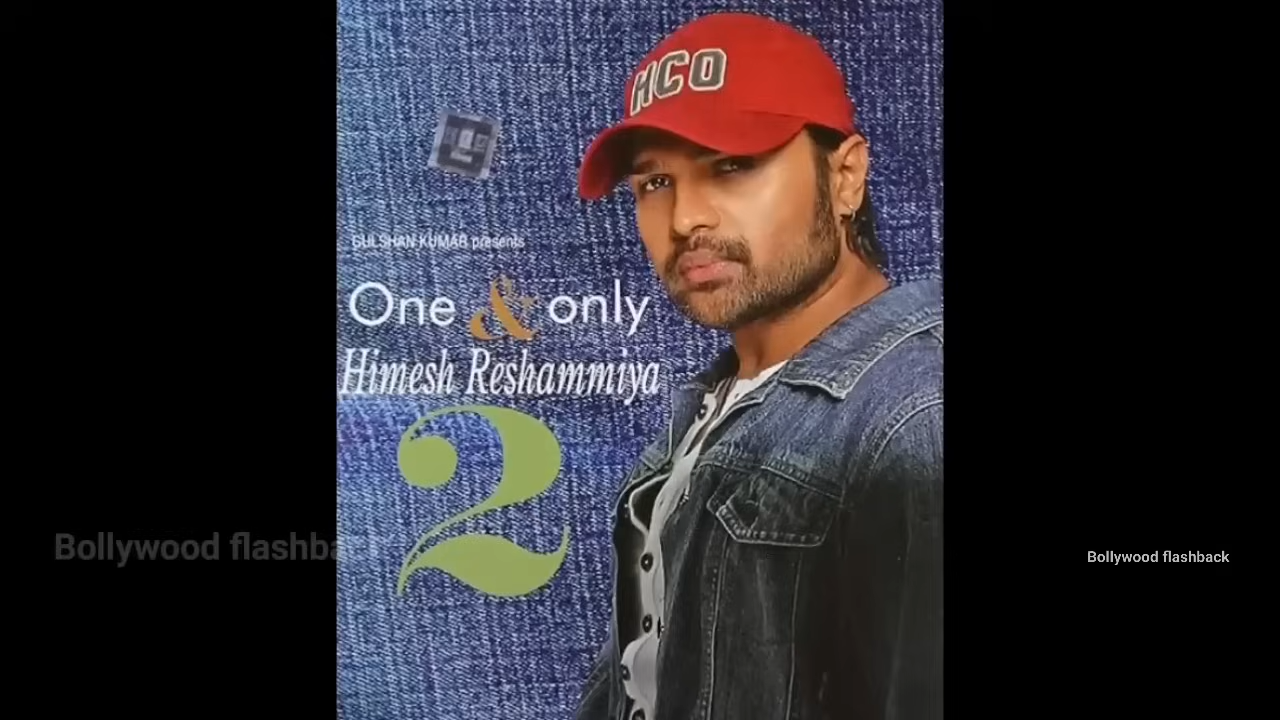 HCO
GULSHAN KUMAR presents
One & only
Himesh Reshammiya
2
Bollywood flashba
Bollywood flashback